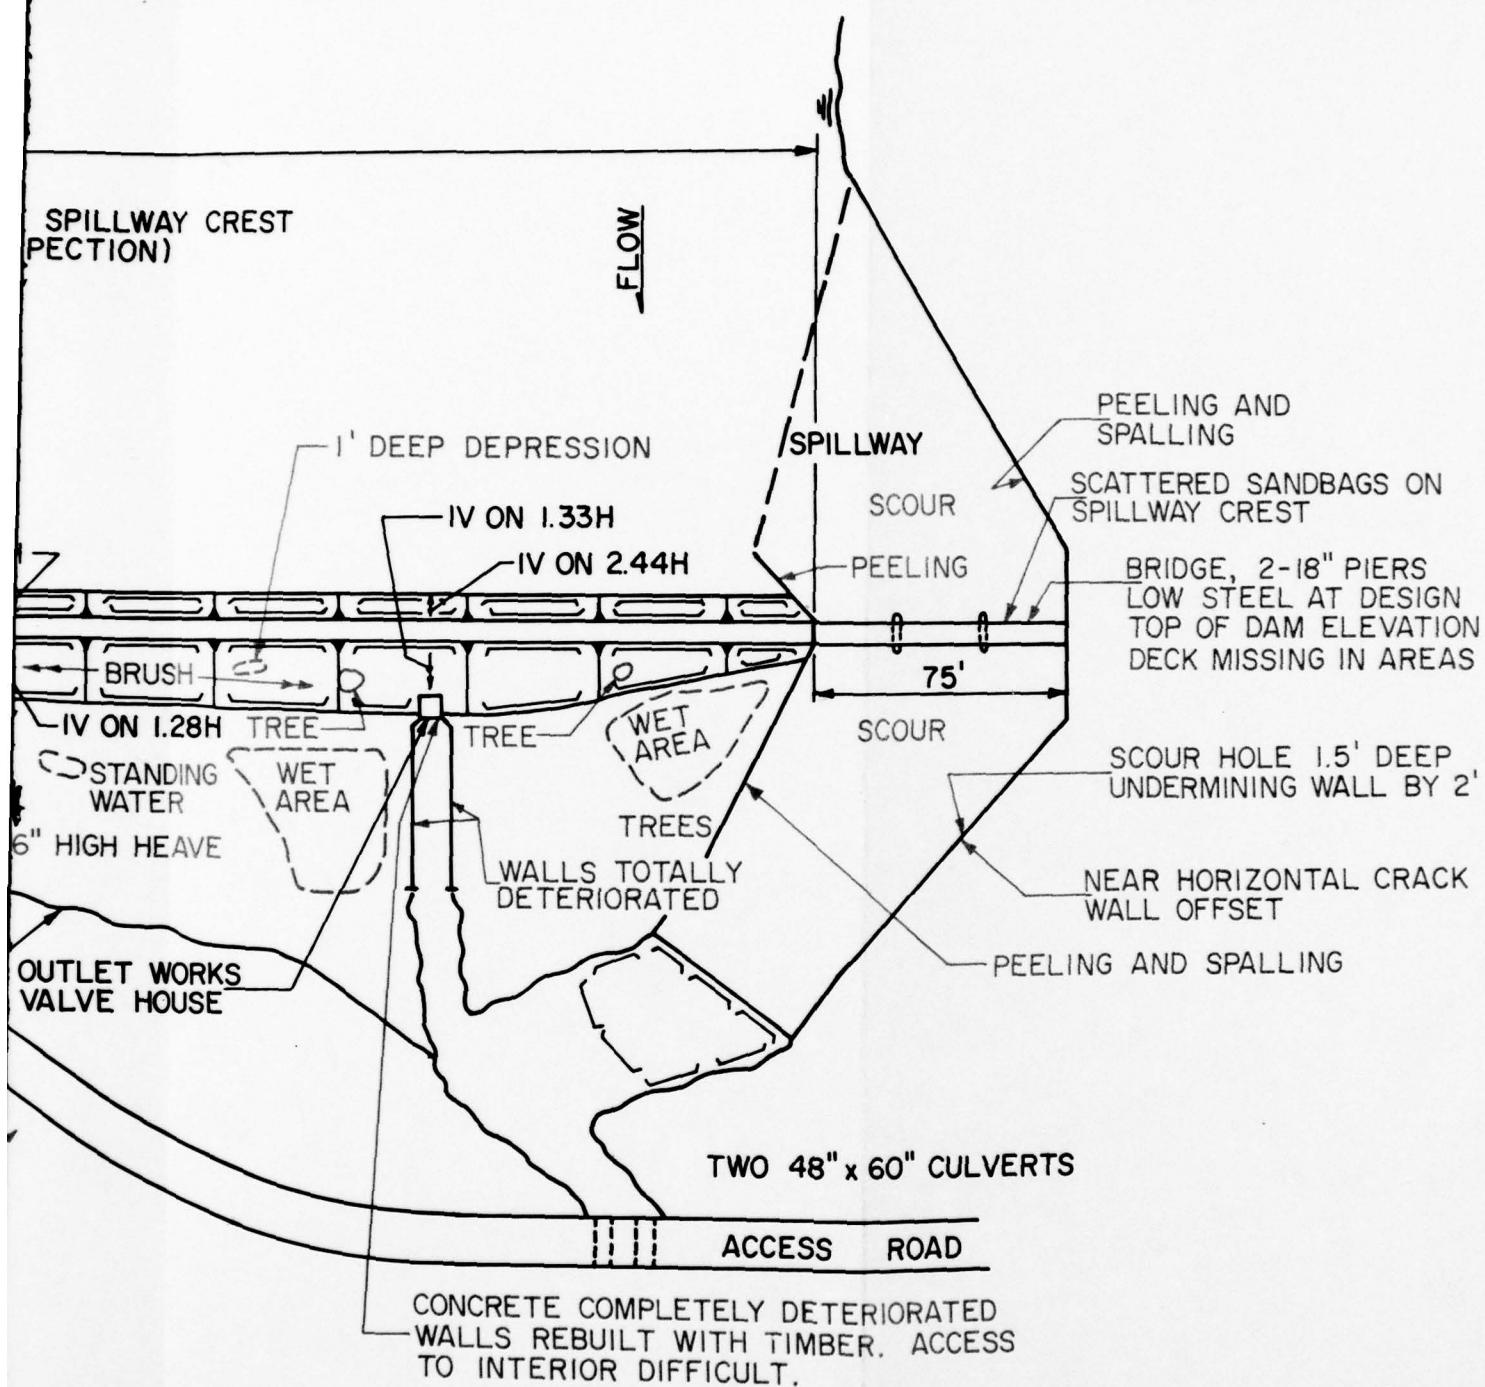 SPILLWAY CREST
PECTION)
FLOW
PEELING AND
SPALLING
1' DEEP DEPRESSION
SPILLWAY
SCOUR
SCATTERED SANDBAGS ON
SPILLWAY CREST
IV ON 1.33H
IV ON 2.44H
PEELING
BRIDGE, 2-18" PIERS
LOW STEEL AT DESIGN
TOP OF DAM ELEVATION
DECK MISSING IN AREAS
BRUSH
75'
IV ON 1.28H
TREE
TREE
WET
AREA
SCOUR
STANDING
WATER
WET
AREA
SCOUR HOLE 1.5' DEEP
UNDERMINING WALL BY 2'
TREES
6" HIGH HEAVE
WALLS TOTALLY
DETERIORATED
NEAR HORIZONTAL CRACK
WALL OFFSET
OUTLET WORKS
VALVE HOUSE
PEELING AND SPALLING
TWO 48" x 60" CULVERTS
ACCESS ROAD
CONCRETE COMPLETELY DETERIORATED
WALLS REBUILT WITH TIMBER. ACCESS
TO INTERIOR DIFFICULT.